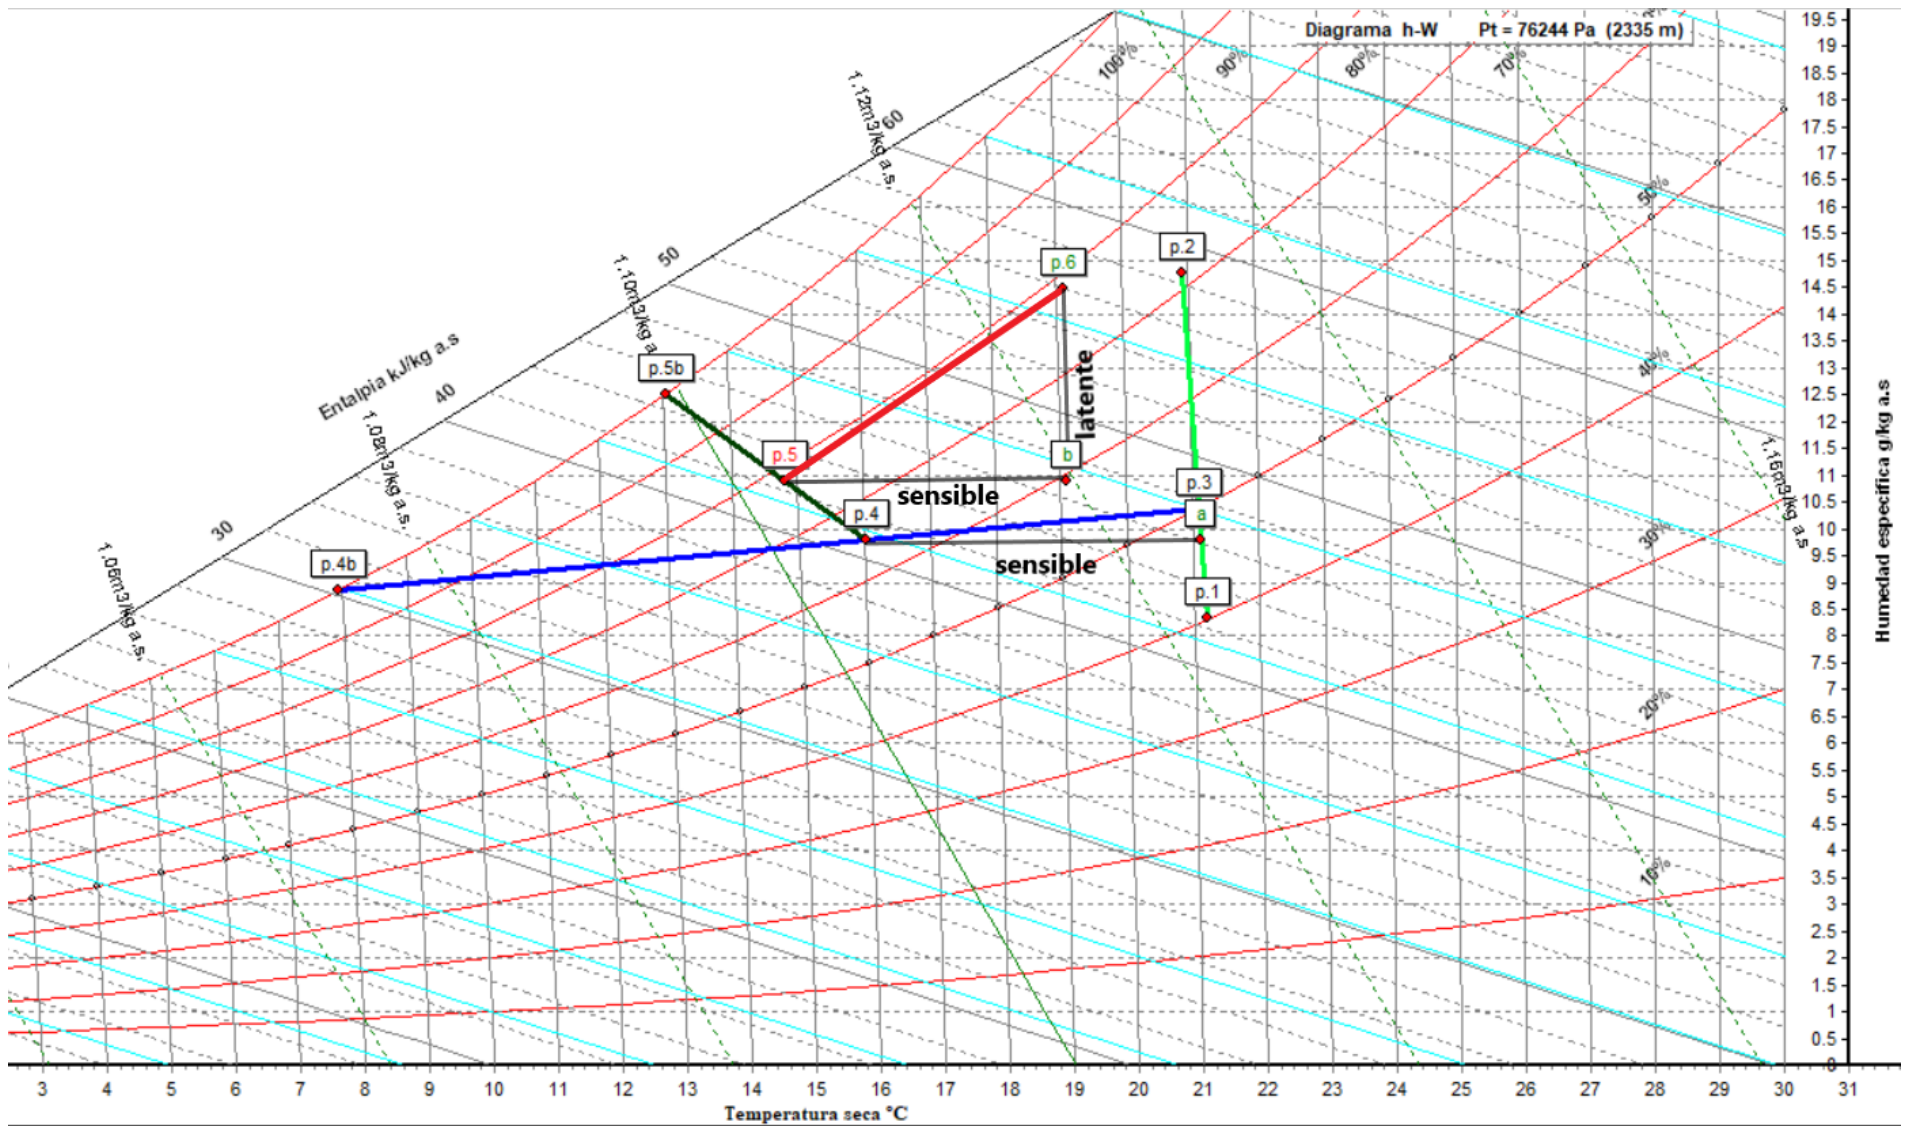 Diagrama h-W Pt = 76244 Pa (2335 m)
100%
90%
80%
70%
50%
40%
30%
20%
10%
1,12m3/kg a.s,
1,10m3/kg a
1,08m3/kg a.s,
1,06m3/kg a.s,
1,16m3/kg a.s
Entalpia kJ/kg a.s
60
50
40
30
p.6
p.2
p.5b
latente
p.5
b
sensible
p.3
p.4
a
sensible
p.4b
p.1
19.5
19
18.5
18
17.5
17
16.5
16
15.5
15
14.5
14
13.5
13
12.5
12
11.5
11
10.5
10
9.5
9
8.5
8
7.5
7
6.5
6
5.5
5
4.5
4
3.5
3
2.5
2
1.5
1
0.5
0
Humedad especifica g/kg a.s
3 4 5 6 7 8 9 10 11 12 13 14 15 16 17 18 19 20 21 22 23 24 25 26 27 28 29 30 31
Temperatura seca °C